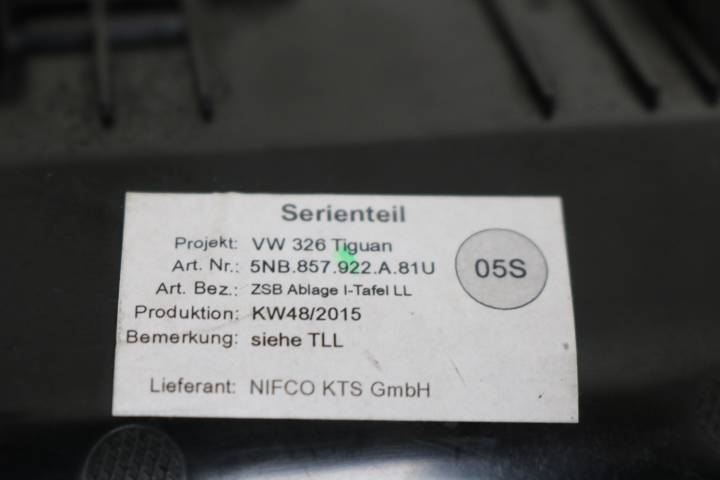 Serienteil
Projekt: VW 326 Tiguan
Art. Nr.: 5NB.857.922.A.81U
05S
Art. Bez.: ZSB Ablage I-Tafel LL
Produktion: KW48/2015
Bemerkung: siehe TLL
Lieferant: NIFCO KTS GmbH